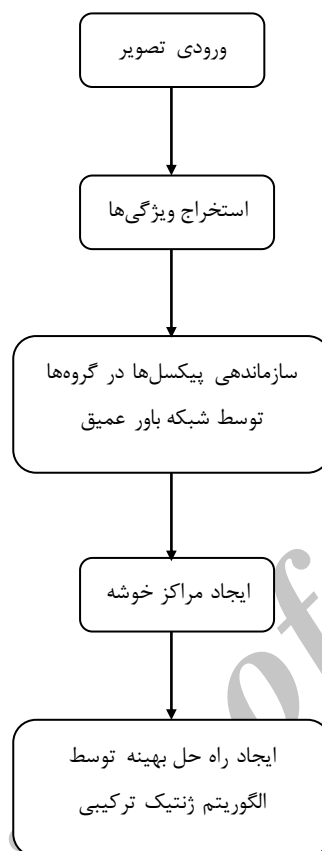 ورودی تصویر
استخراج ویژگی‌ها
سازماندهی پیکسل‌ها در گروه‌ها
توسط شبکه باور عمیق
ایجاد مراکز خوشه
ایجاد راه حل بهینه توسط
الگوریتم ژنتیک ترکیبی
of